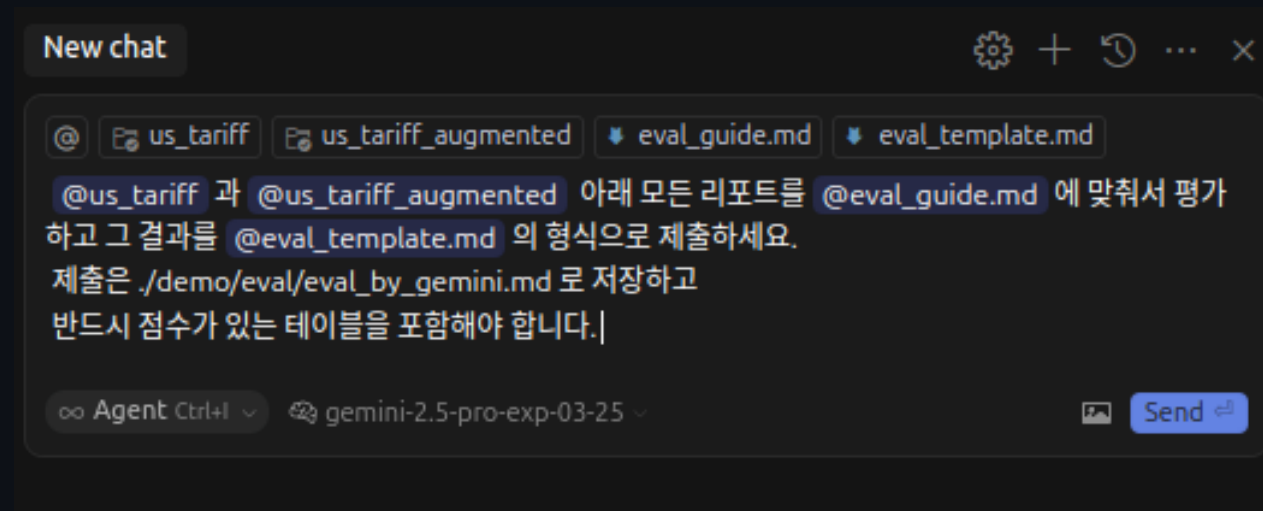 New chat
@ us_tariff us_tariff_augmented eval_guide.md eval_template.md
@us_tariff 과 @us_tariff_augmented 아래 모든 리포트를 @eval_guide.md 에 맞춰서 평가
하고 그 결과를 @eval_template.md 의 형식으로 제출하세요.
제출은 ./demo/eval/eval_by_gemini.md 로 저장하고
반드시 점수가 있는 테이블을 포함해야 합니다.
Agent Ctrl+I gemini-2.5-pro-exp-03-25 Send